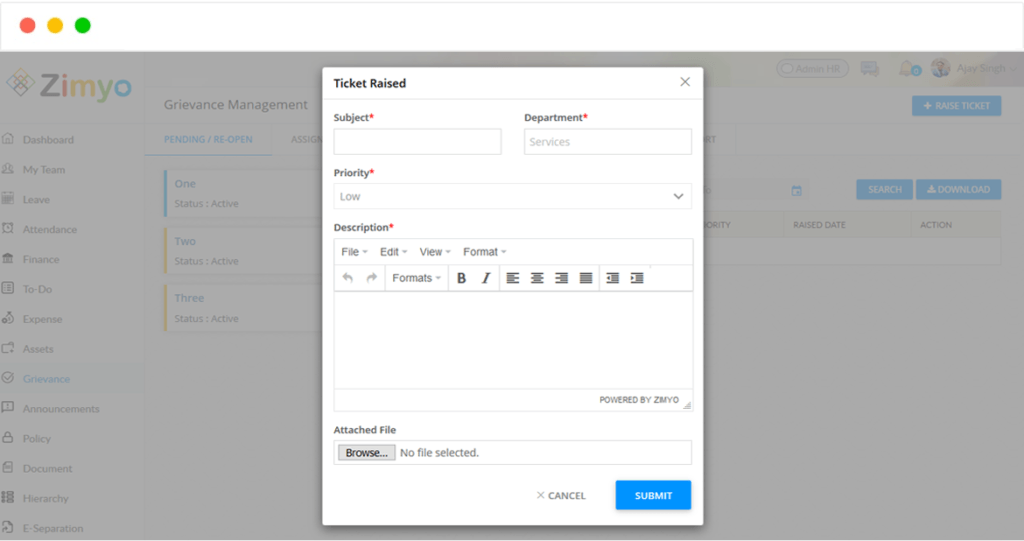 Zimyo
Admin HR
Ajay Singh
Grievance Management
+ RAISE TICKET
PENDING / RE-OPEN
ASSIGN
RT
Dashboard
My Team
Leave
Attendance
Finance
To-Do
Expense
Assets
Grievance
Announcements
Policy
Document
Hierarchy
E-Separation
One
Status : Active
Two
Status : Active
Three
Status : Active
SEARCH
DOWNLOAD
IORITY
RAISED DATE
ACTION
Ticket Raised
Subject*
Department*
Services
Priority*
Low
Description*
File Edit View Format
Formats B I
POWERED BY ZIMYO
Attached File
Browse... No file selected.
CANCEL
SUBMIT